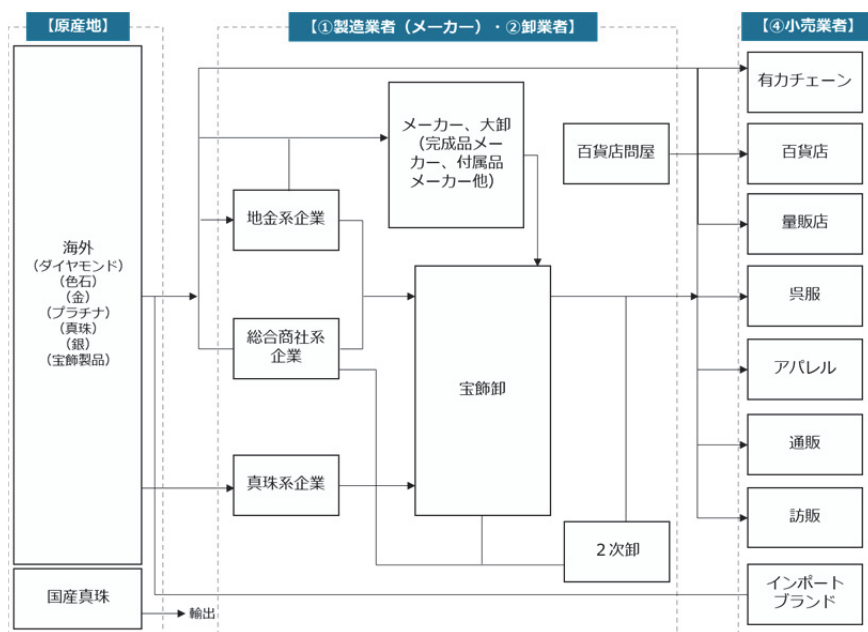 【原産地】
【①製造業者（メーカー）・②卸業者】
【④小売業者】
海外
（ダイヤモンド）
（色石）
（金）
（プラチナ）
（真珠）
（銀）
（宝飾製品）
国産真珠
輸出
地金系企業
総合商社系
企業
真珠系企業
メーカー、大卸
（完成品メー
カー、付属品
メーカー他）
宝飾卸
百貨店問屋
２次卸
有力チェーン
百貨店
量販店
呉服
アパレル
通販
訪販
インポート
ブランド